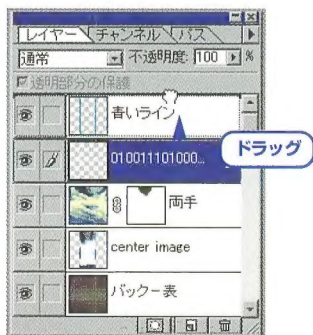 レイヤー チャンネル パス
通常 不透明度: 100 %
透明部分の保護
青いライン
ドラッグ
010011101000...
両手
center image
バックー表